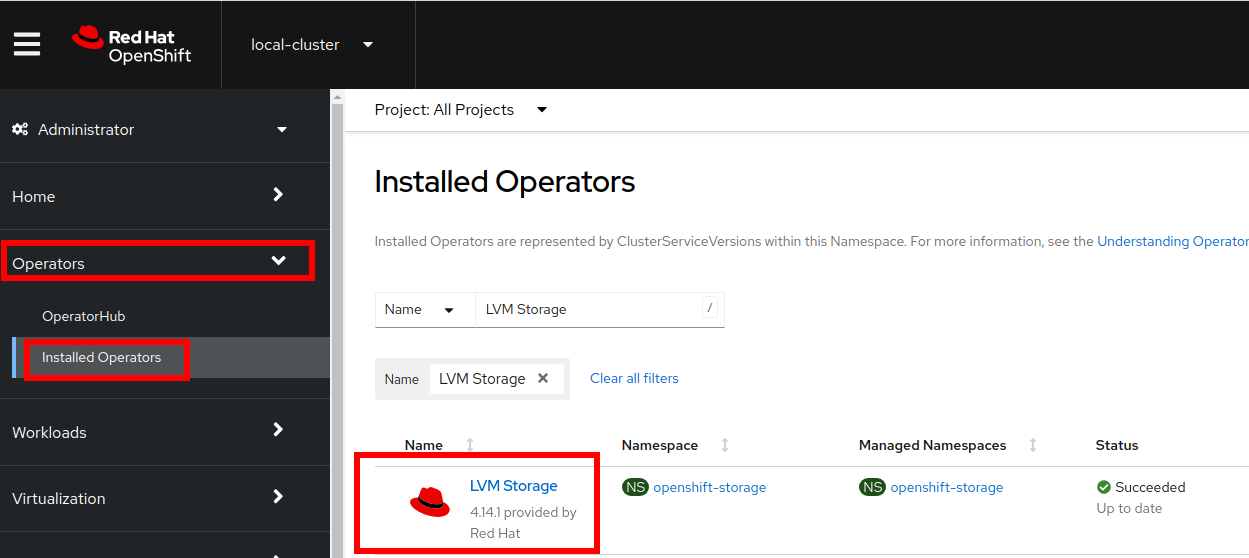 Red Hat
OpenShift
local-cluster
Administrator
Home
Operators
OperatorHub
Installed Operators
Workloads
Virtualization
Project: All Projects
Installed Operators
Installed Operators are represented by ClusterServiceVersions within this Namespace. For more information, see the Understanding Operator
Name LVM Storage /
Name LVM Storage Clear all filters
Name Namespace Managed Namespaces Status
LVM Storage NS openshift-storage NS openshift-storage Succeeded
4.14.1 provided by Up to date
Red Hat